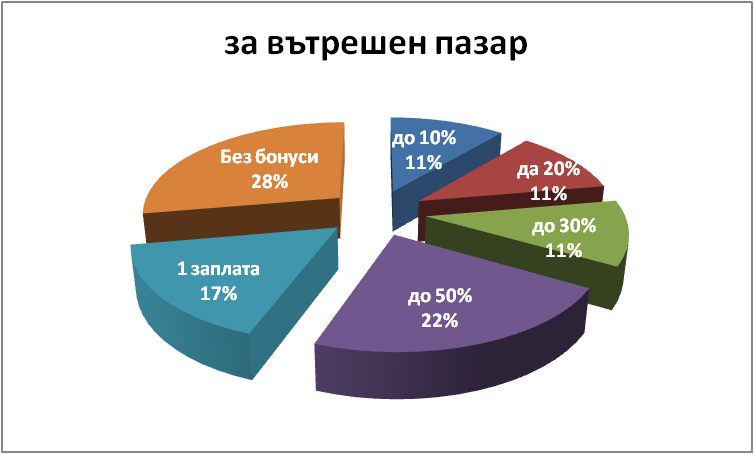 за вътрешен пазар
до 10%
11%
да 20%
11%
до 30%
11%
до 50%
22%
1 заплата
17%
Без бонуси
28%